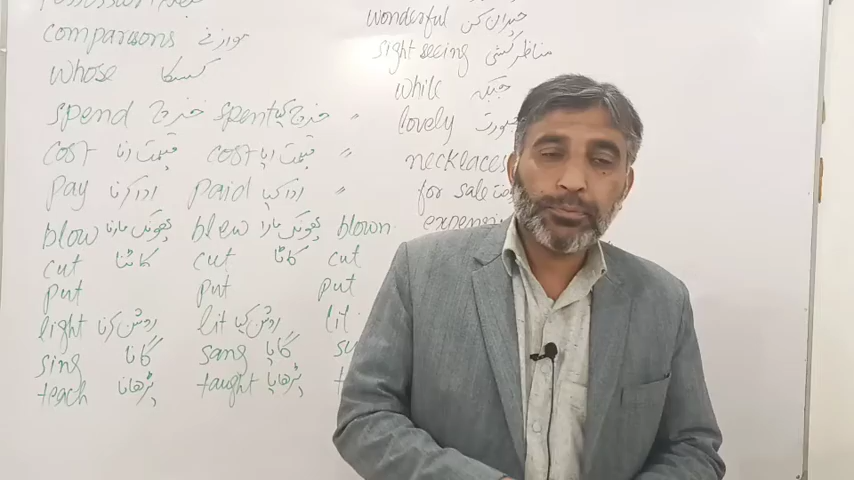 comparisons موازنے
whose کسکا
spend خرچ spent خرچ کیا "
cost قیمت cost قیمت "
pay ادا کرنا paid ادا کیا "
blow پھونک مارنا blew پھونک مارا blown
cut کاٹنا cut کاٹا cut
put put put
light روشن کرنا lit روشن کیا lit
sing گانا sang گایا
teach پڑھانا taught پڑھایا
wonderful حیران کن
sight seeing مناظر کشی
while جبکہ
lovely
necklaces
for sale
expensive